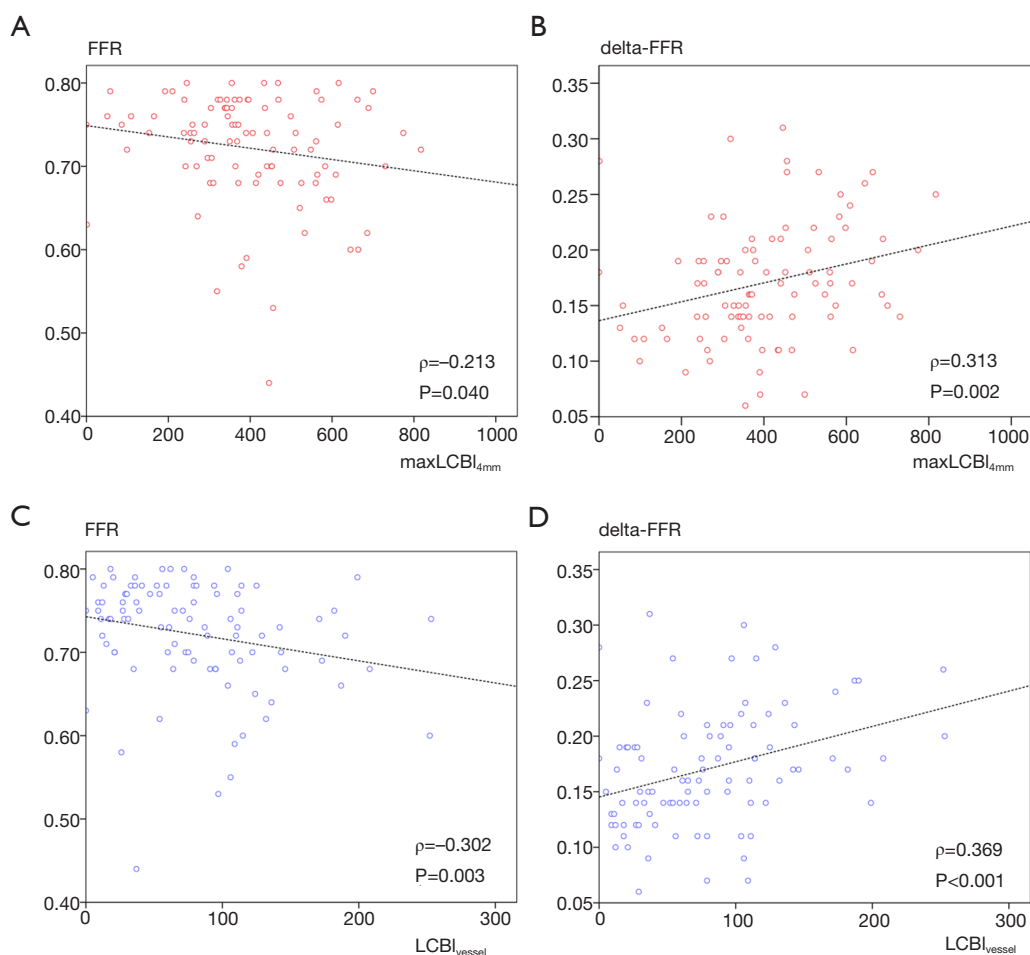 A
FFR
0.80
0.70
0.60
0.50
0.40
0 200 400 600 800 1000
maxLCBI4mm
ρ=–0.213
P=0.040
B
delta-FFR
0.35
0.30
0.25
0.20
0.15
0.10
0.05
0 200 400 600 800 1000
maxLCBI4mm
ρ=0.313
P=0.002
C
FFR
0.80
0.70
0.60
0.50
0.40
0 100 200 300
LCBIvessel
ρ=–0.302
P=0.003
D
delta-FFR
0.35
0.30
0.25
0.20
0.15
0.10
0.05
0 100 200 300
LCBIvessel
ρ=0.369
P<0.001